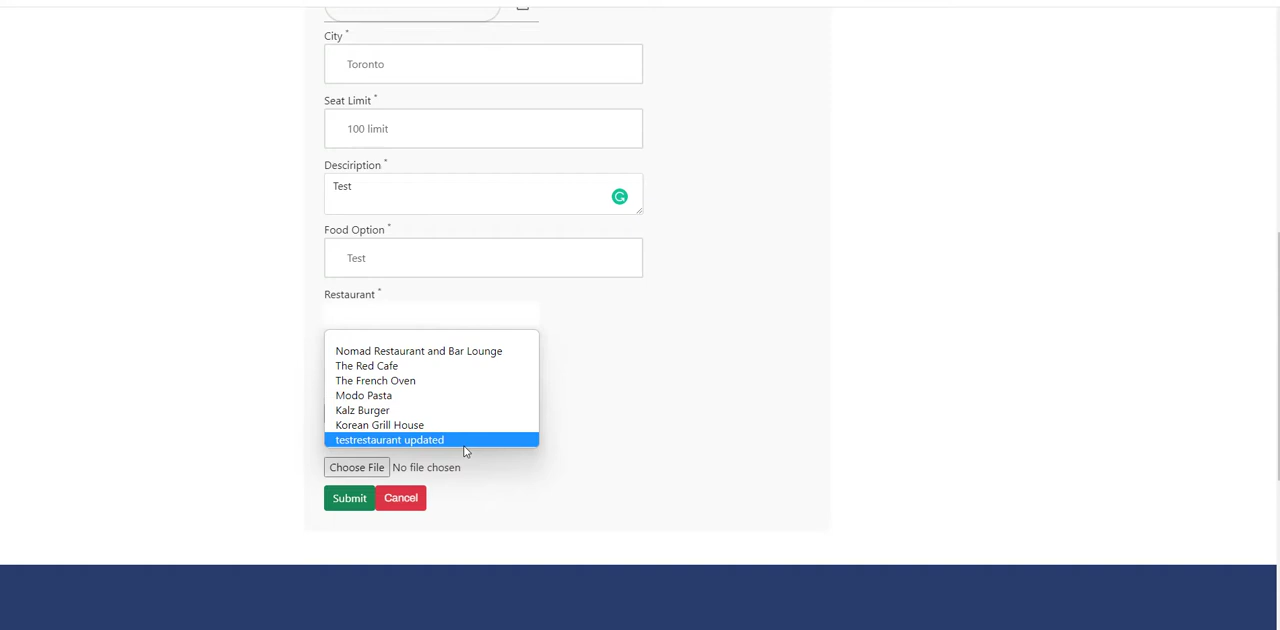 City *
Toronto
Seat Limit *
100 limit
Desciription *
Test
Food Option *
Test
Restaurant *
Nomad Restaurant and Bar Lounge
The Red Cafe
The French Oven
Modo Pasta
Kalz Burger
Korean Grill House
testrestaurant updated
Choose File No file chosen
Submit Cancel